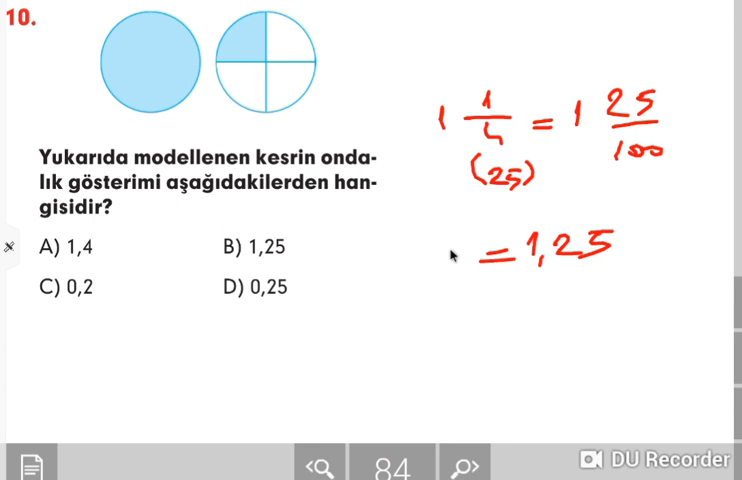 10.
Yukarıda modellenen kesrin onda-
lık gösterimi aşağıdakilerden han-
gisidir?
A) 1,4
B) 1,25
C) 0,2
D) 0,25
1 1/4 = 1 25/100
(25)
= 1,25
84
DU Recorder